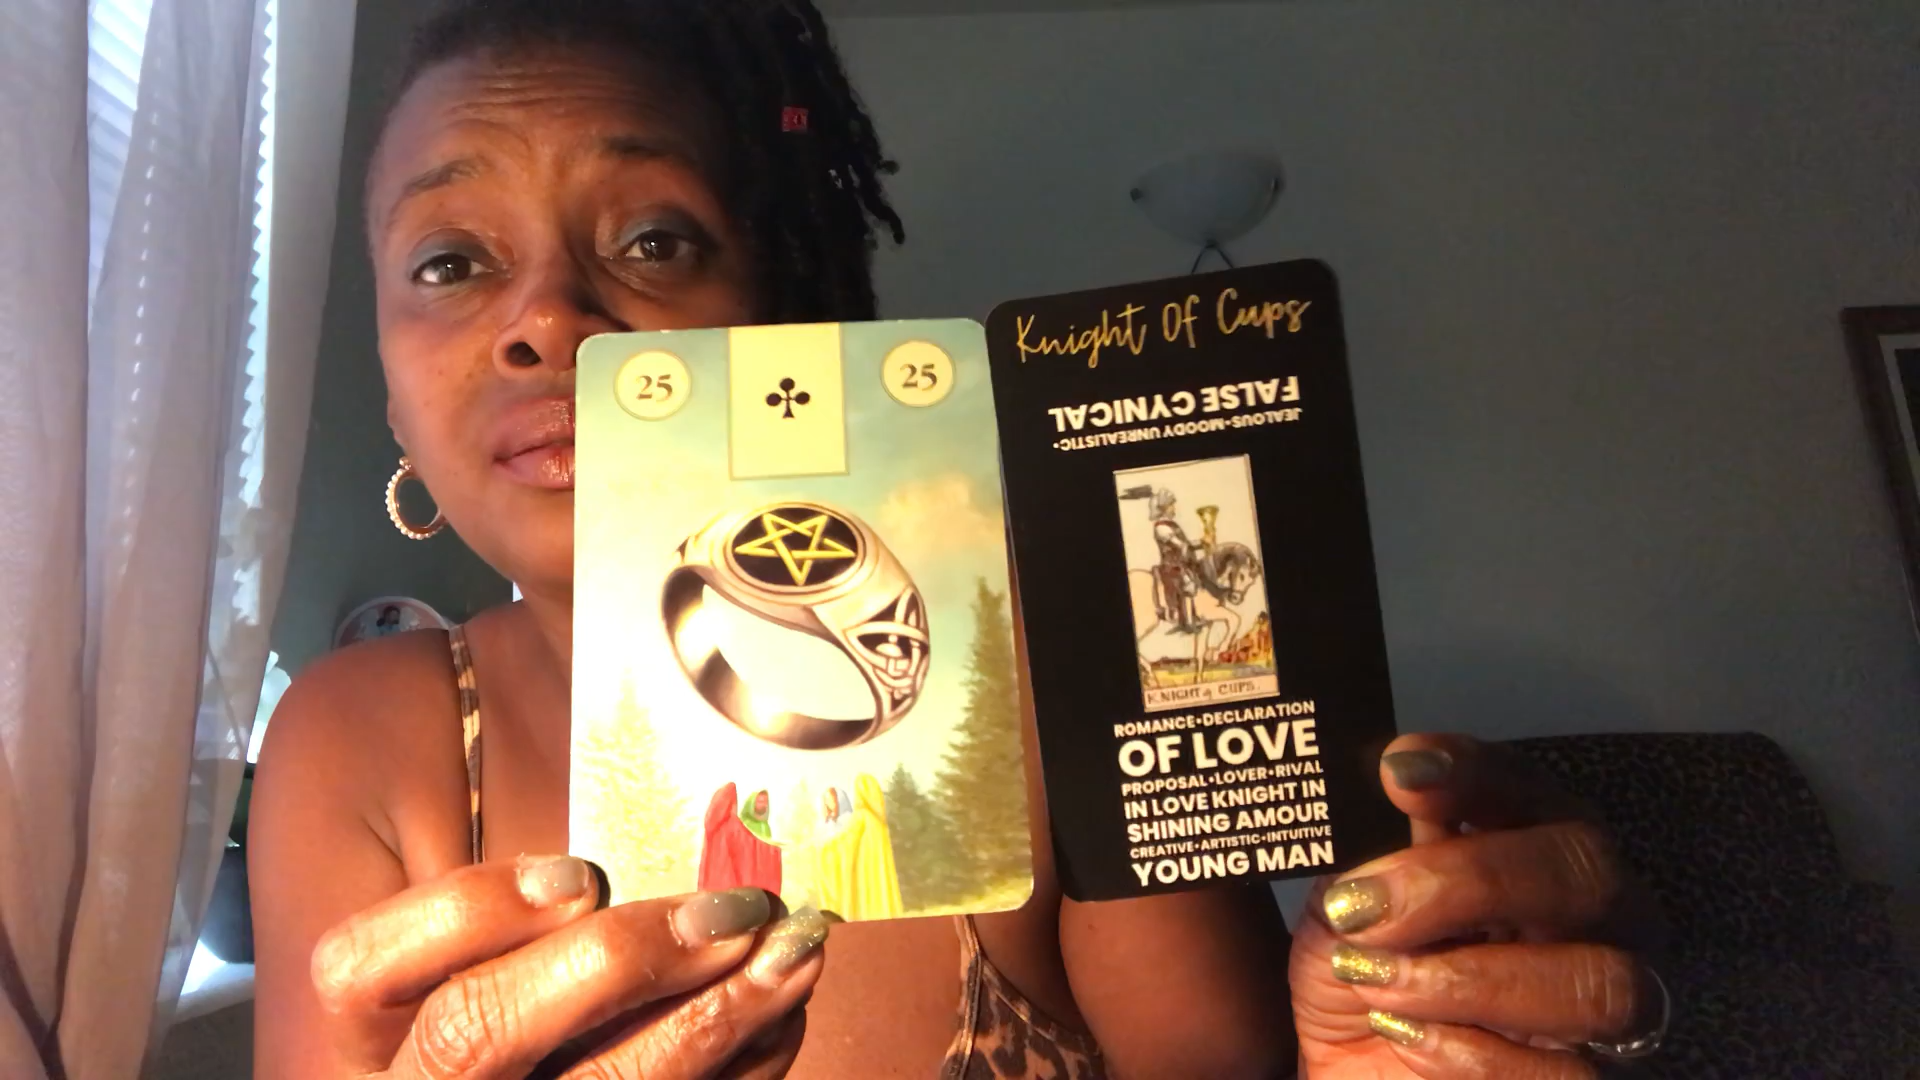 25
25
Knight Of Cups
FALSE CYNICAL
JEALOUS•MOODY UNREALISTIC•
KNIGHT of CUPS.
ROMANCE•DECLARATION
OF LOVE
PROPOSAL•LOVER•RIVAL
IN LOVE KNIGHT IN
SHINING AMOUR
CREATIVE•ARTISTIC•INTUITIVE
YOUNG MAN